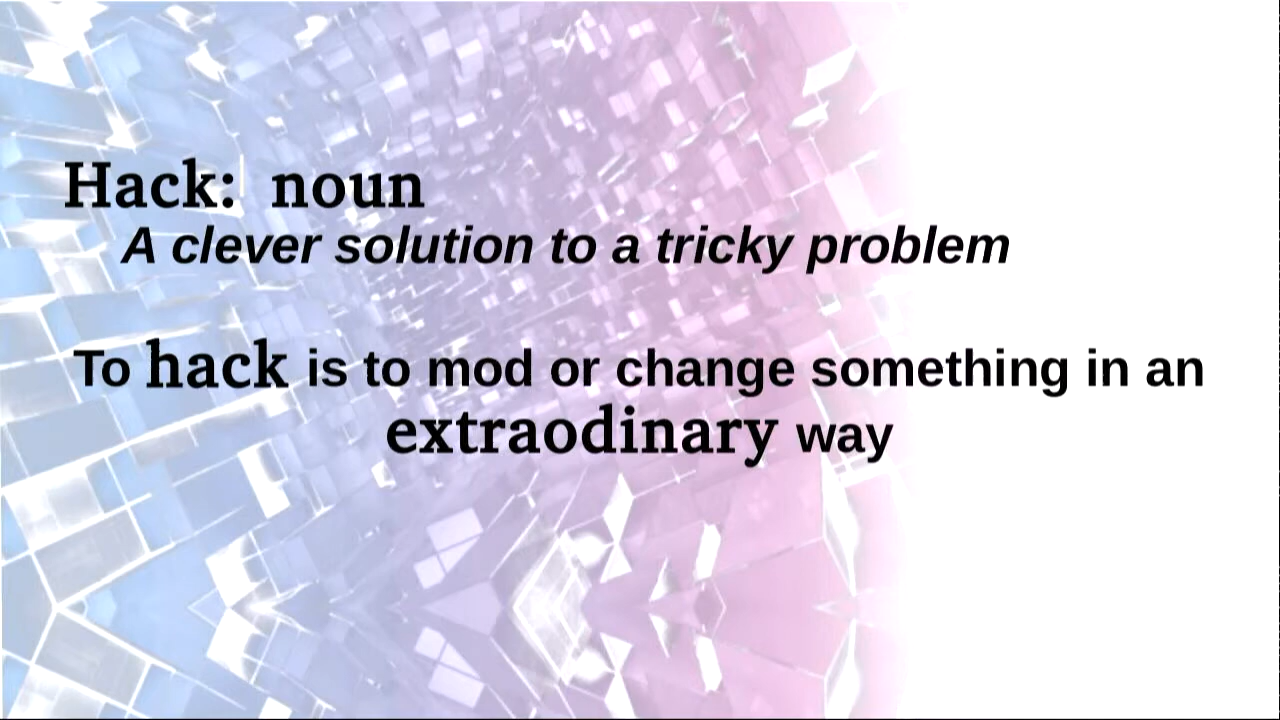 Hack: noun
A clever solution to a tricky problem
To hack is to mod or change something in an
extraodinary way